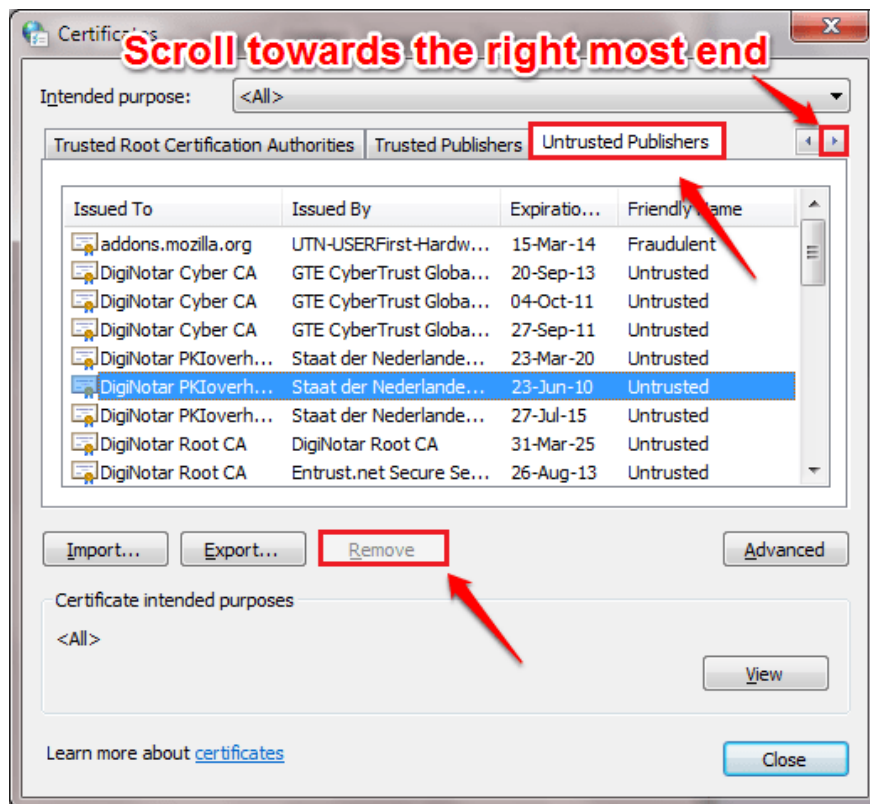 Certificates
Scroll towards the right most end
Intended purpose: <All>
Trusted Root Certification Authorities Trusted Publishers Untrusted Publishers
Issued To Issued By Expiratio... Friendly Name
addons.mozilla.org UTN-USERFirst-Hardw... 15-Mar-14 Fraudulent
DigiNotar Cyber CA GTE CyberTrust Globa... 20-Sep-13 Untrusted
DigiNotar Cyber CA GTE CyberTrust Globa... 04-Oct-11 Untrusted
DigiNotar Cyber CA GTE CyberTrust Globa... 27-Sep-11 Untrusted
DigiNotar PKIoverh... Staat der Nederlande... 23-Mar-20 Untrusted
DigiNotar PKIoverh... Staat der Nederlande... 23-Jun-10 Untrusted
DigiNotar PKIoverh... Staat der Nederlande... 27-Jul-15 Untrusted
DigiNotar Root CA DigiNotar Root CA 31-Mar-25 Untrusted
DigiNotar Root CA Entrust.net Secure Se... 26-Aug-13 Untrusted
Import... Export... Remove Advanced
Certificate intended purposes
<All>
View
Learn more about certificates
Close